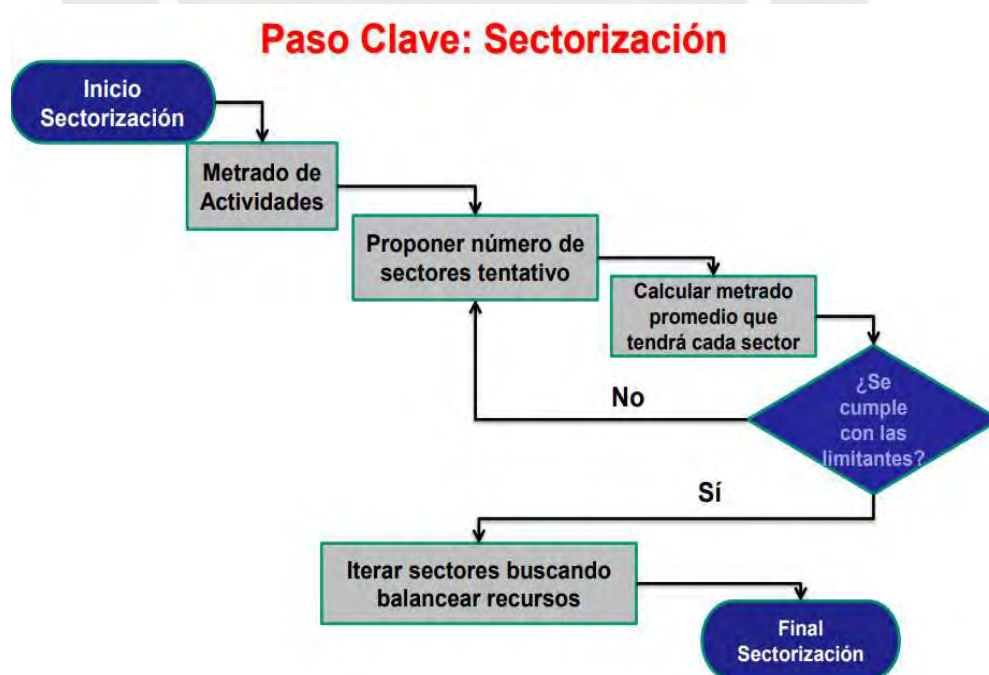 Paso Clave: Sectorización
Inicio
Sectorización
Metrado de
Actividades
Proponer número de
sectores tentativo
Calcular metrado
promedio que
tendrá cada sector
¿Se
cumple
con las
limitantes?
No
Sí
Iterar sectores buscando
balancear recursos
Final
Sectorización